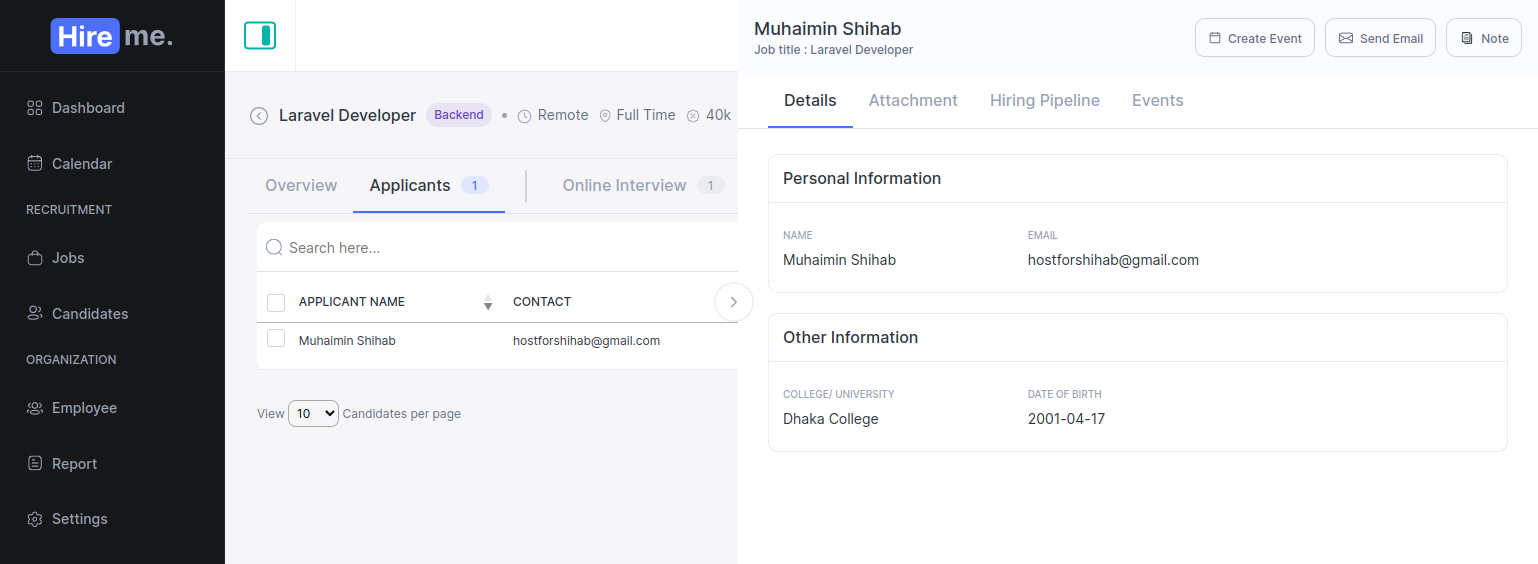 Hire me.
Dashboard
Calendar
RECRUITMENT
Jobs
Candidates
ORGANIZATION
Employee
Report
Settings
Laravel Developer Backend • Remote Full Time 40k
Overview Applicants 1 Online Interview 1
Search here...
APPLICANT NAME CONTACT
Muhaimin Shihab hostforshihab@gmail.com
View 10 Candidates per page
Muhaimin Shihab
Job title : Laravel Developer
Create Event Send Email Note
Details Attachment Hiring Pipeline Events
Personal Information
NAME EMAIL
Muhaimin Shihab hostforshihab@gmail.com
Other Information
COLLEGE/ UNIVERSITY DATE OF BIRTH
Dhaka College 2001-04-17